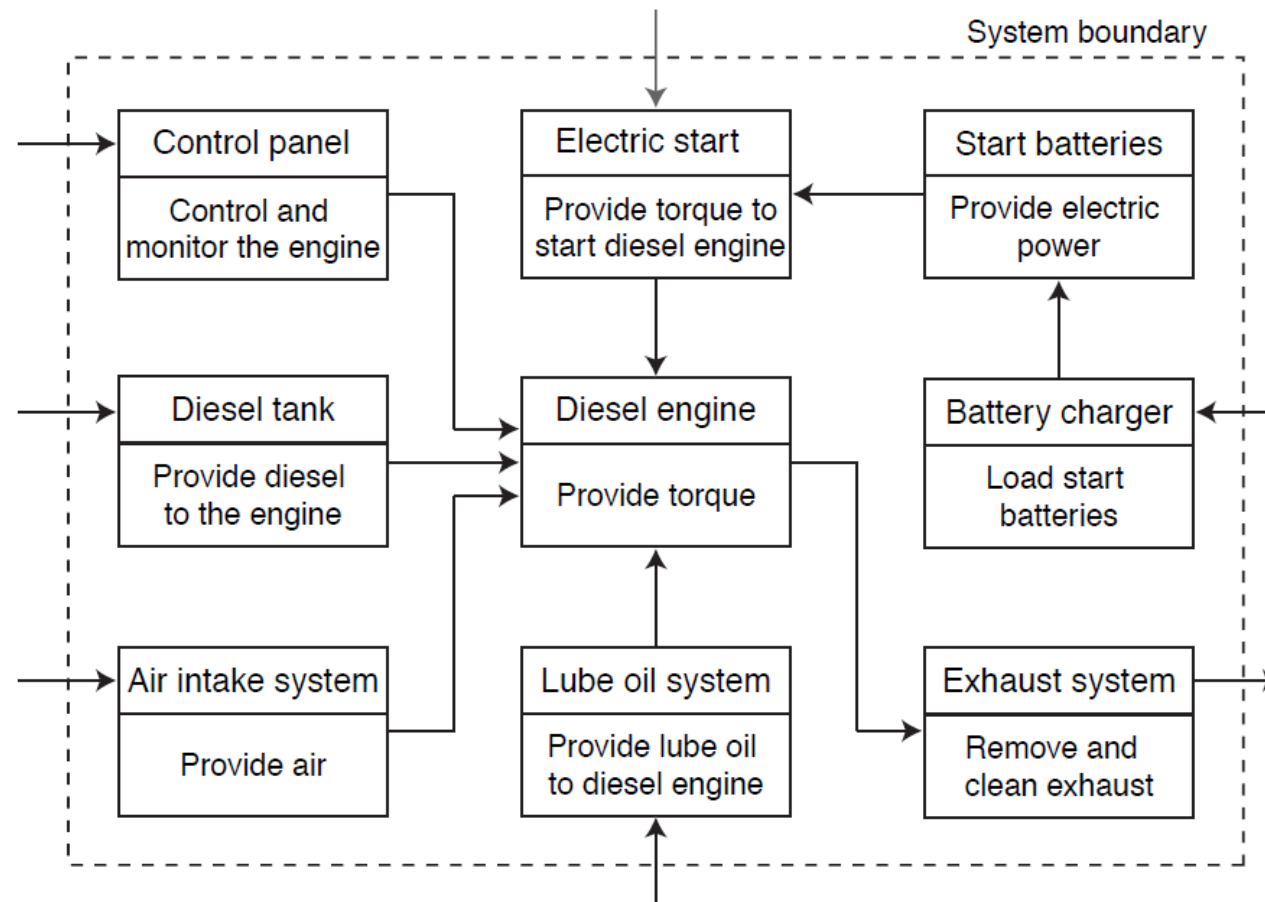 System boundary
Control panel
Control and
monitor the engine
Electric start
Provide torque to
start diesel engine
Start batteries
Provide electric
power
Diesel tank
Provide diesel
to the engine
Diesel engine
Provide torque
Battery charger
Load start
batteries
Air intake system
Provide air
Lube oil system
Provide lube oil
to diesel engine
Exhaust system
Remove and
clean exhaust